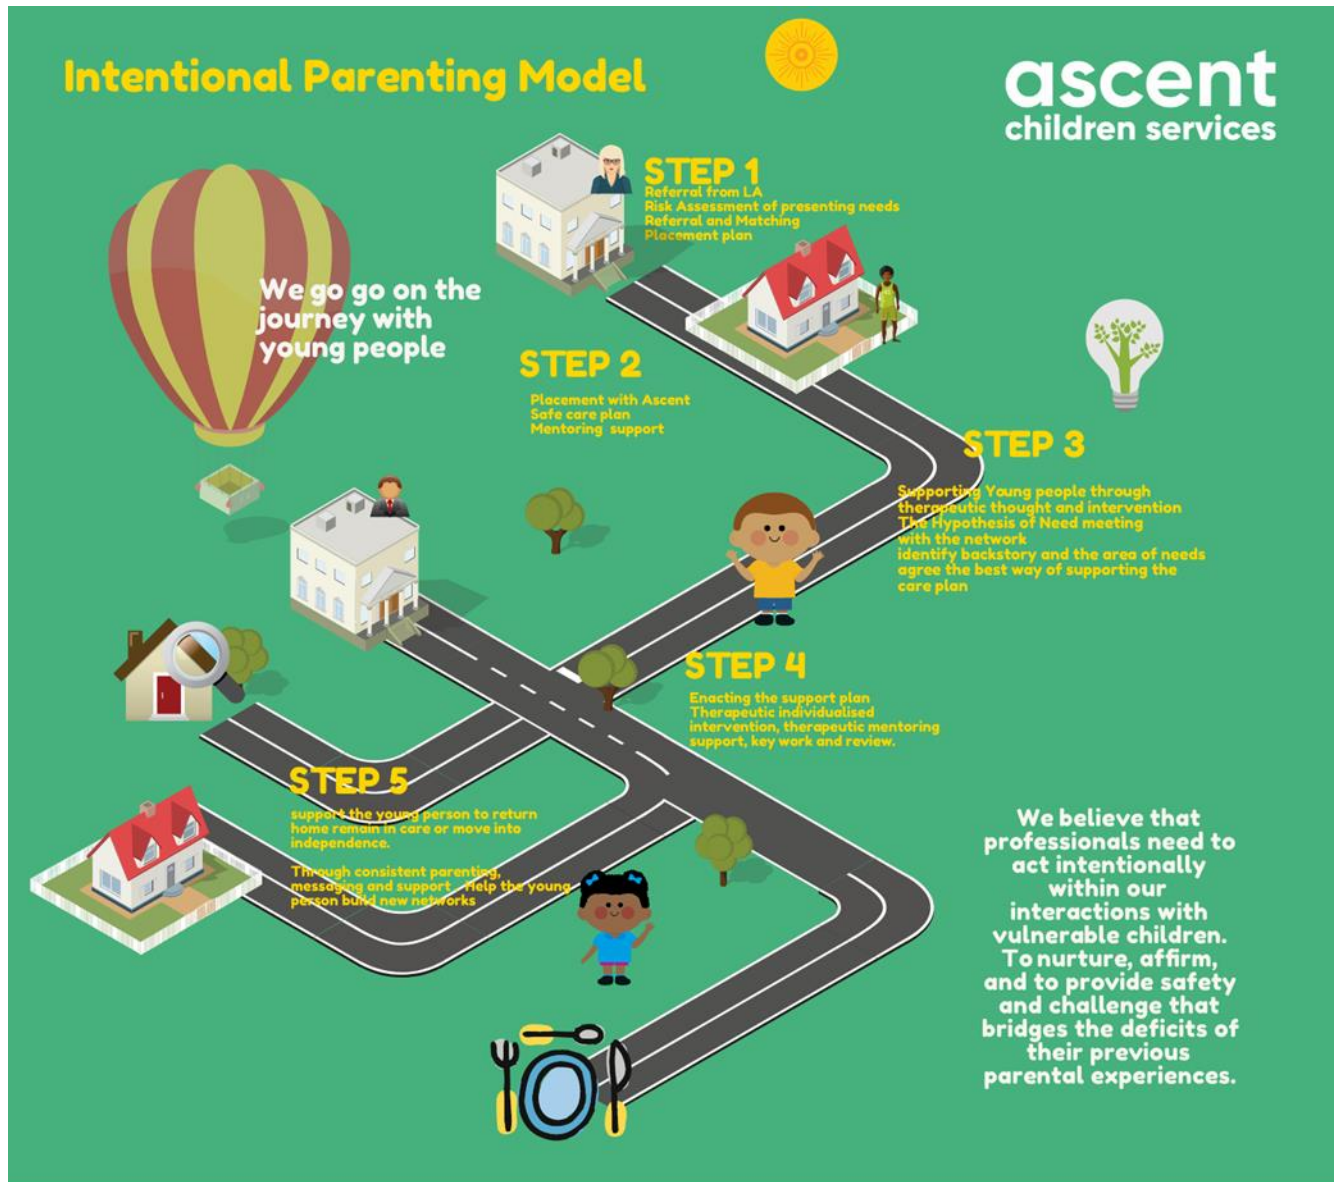 Intentional Parenting Model
ascent
children services
STEP 1
Referral from LA
Risk Assessment of presenting needs
Referral and Matching
Placement plan
We go go on the
journey with
young people
STEP 2
Placement with Ascent
Safe care plan
Mentoring support
STEP 3
Supporting Young people through
therapeutic thought and intervention
The Hypothesis of Need meeting
with the network
identify backstory and the area of needs
agree the best way of supporting the
care plan
STEP 4
Enacting the support plan
Therapeutic individualised
intervention, therapeutic mentoring
support, key work and review.
STEP 5
support the young person to return
home remain in care or move into
independence.
Through consistent parenting,
messaging and support . Help the young
person build new networks
We believe that
professionals need to
act intentionally
within our
interactions with
vulnerable children.
To nurture, affirm,
and to provide safety
and challenge that
bridges the deficits of
their previous
parental experiences.